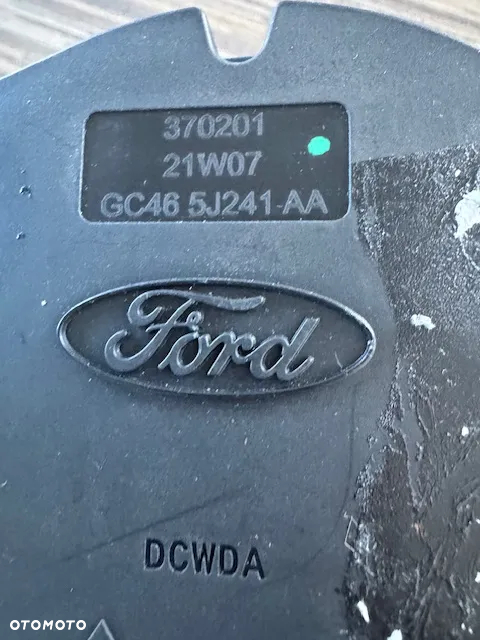 370201
21W07
GC46 5J241-AA
Ford
DCWDA
OTOMOTO